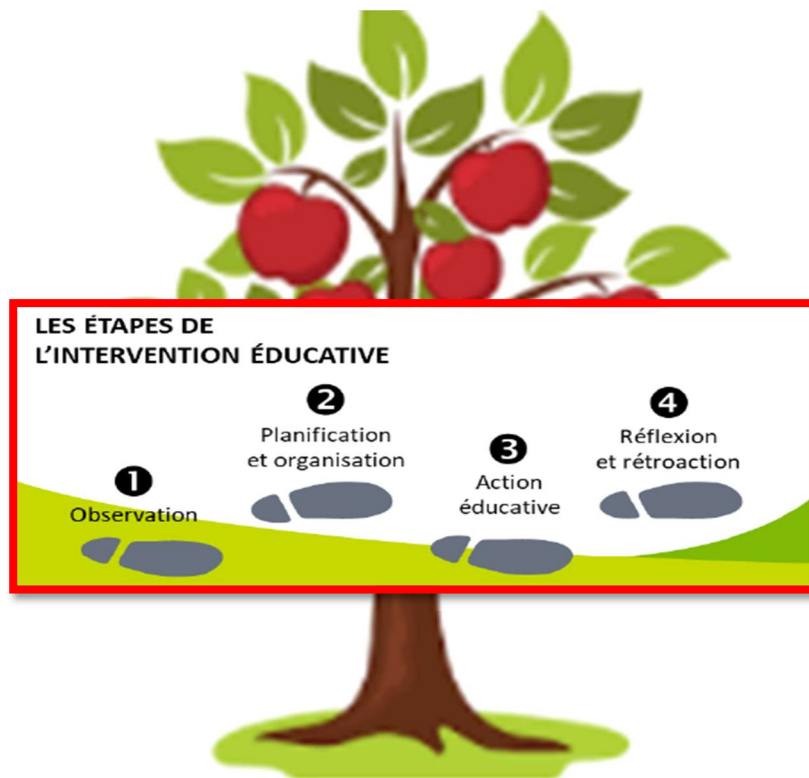 LES ÉTAPES DE
L'INTERVENTION ÉDUCATIVE
❶
Observation
❷
Planification
et organisation
❸
Action
éducative
❹
Réflexion
et rétroaction